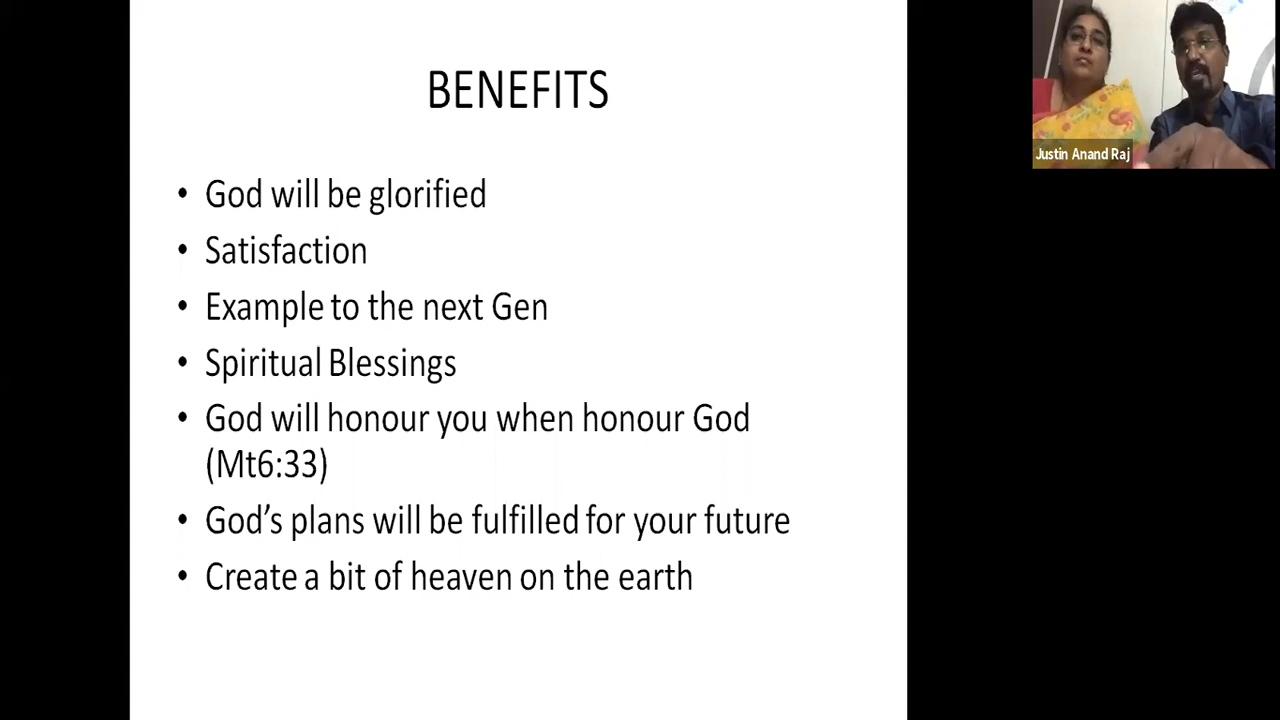 BENEFITS
• God will be glorified
• Satisfaction
• Example to the next Gen
• Spiritual Blessings
• God will honour you when honour God
(Mt6:33)
• God’s plans will be fulfilled for your future
• Create a bit of heaven on the earth
Justin Anand Raj